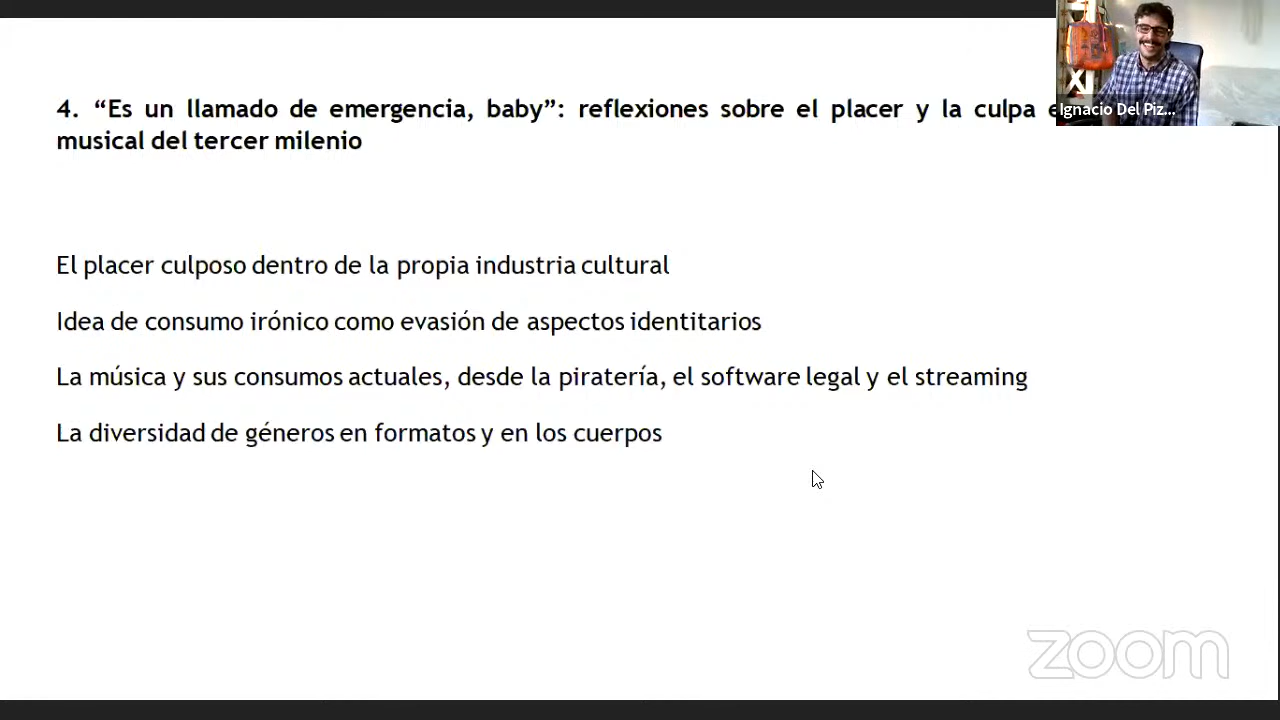 4. “Es un llamado de emergencia, baby”: reflexiones sobre el placer y la culpa
musical del tercer milenio
El placer culposo dentro de la propia industria cultural
Idea de consumo irónico como evasión de aspectos identitarios
La música y sus consumos actuales, desde la piratería, el software legal y el streaming
La diversidad de géneros en formatos y en los cuerpos
Ignacio Del Piz...
zoom